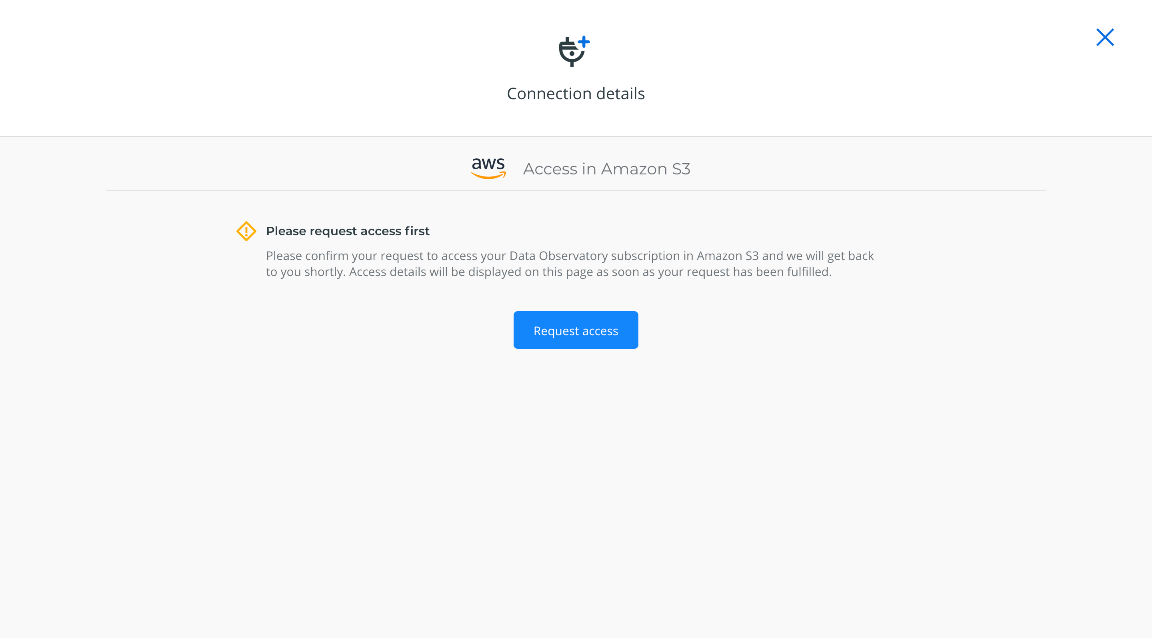 Connection details
aws
Access in Amazon S3
Please request access first
Please confirm your request to access your Data Observatory subscription in Amazon S3 and we will get back
to you shortly. Access details will be displayed on this page as soon as your request has been fulfilled.
Request access